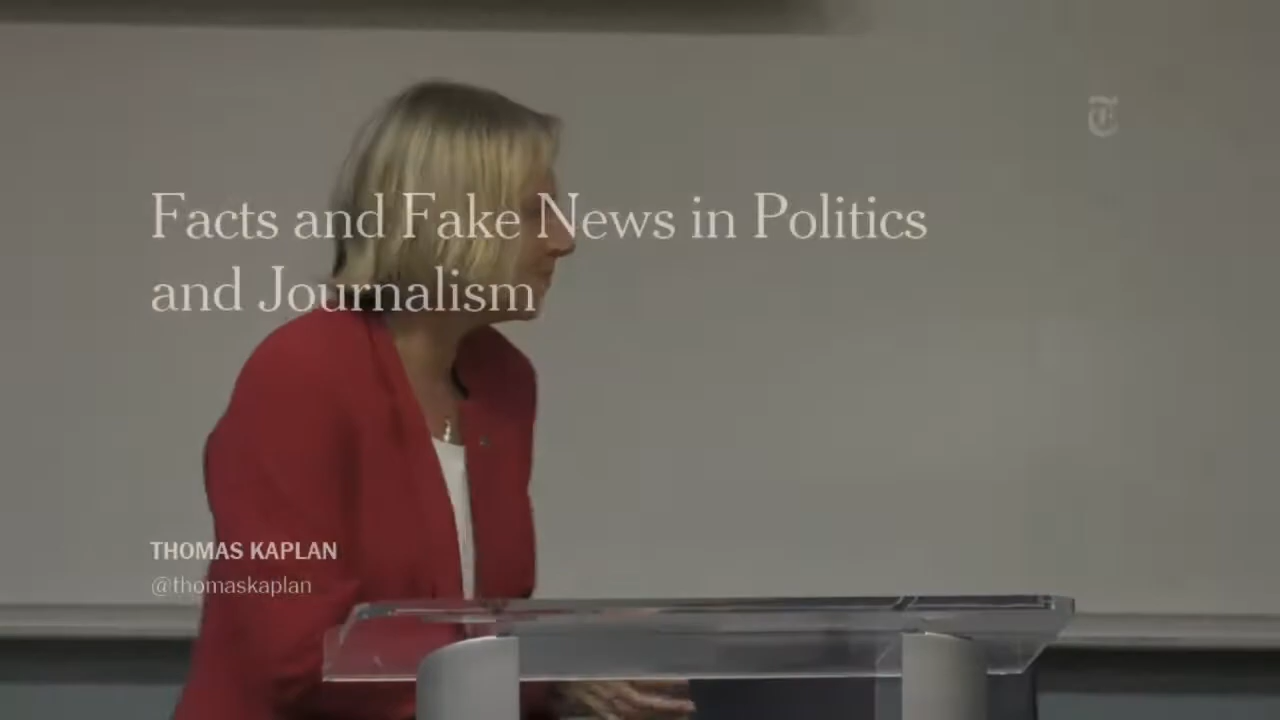 Facts and Fake News in Politics
and Journalism
THOMAS KAPLAN
@thomaskaplan